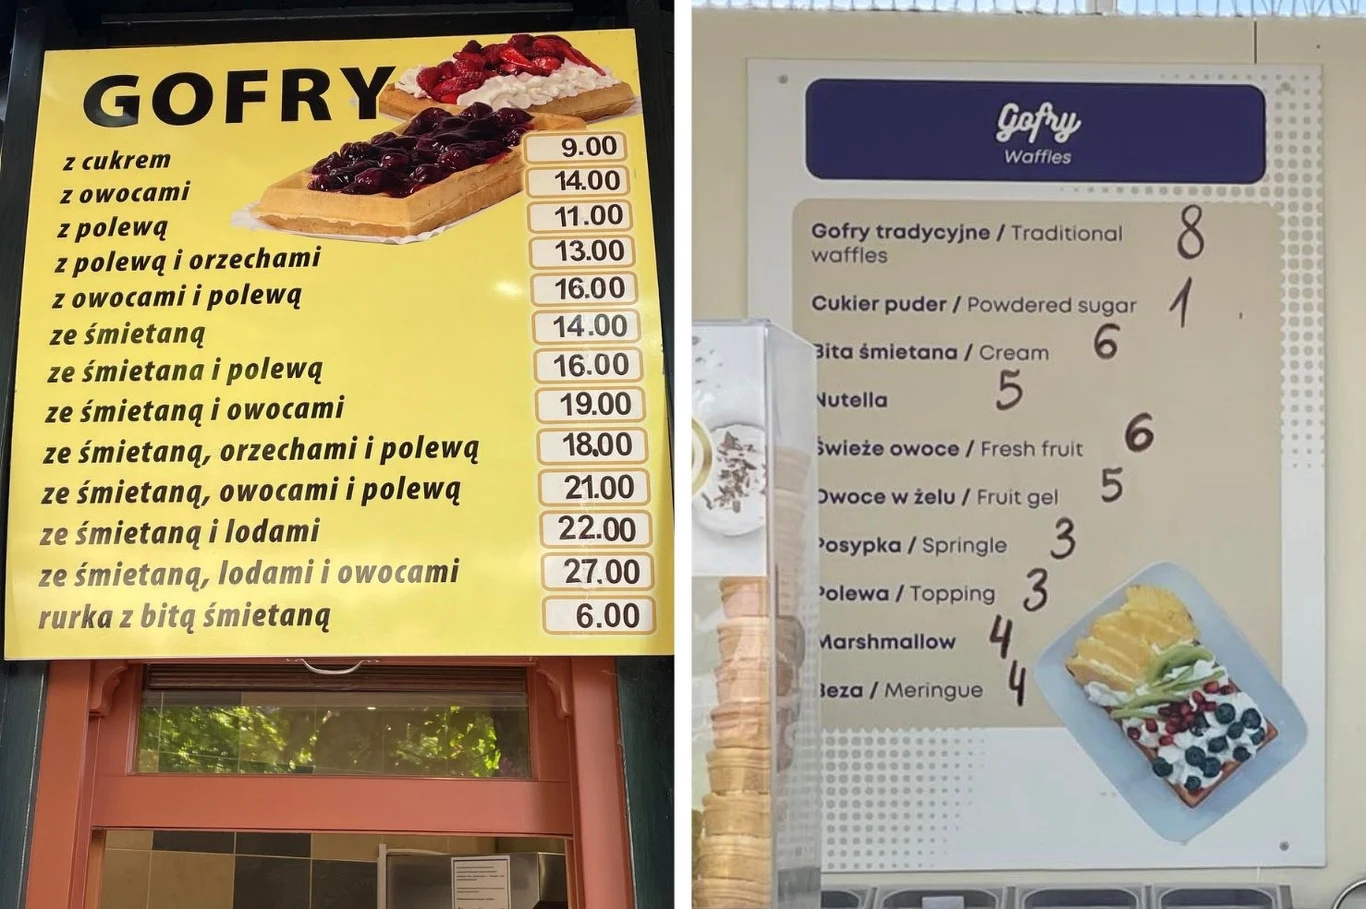 GOFRY
z cukrem 9.00
z owocami 14.00
z polewą 11.00
z polewą i orzechami 13.00
z owocami i polewą 16.00
ze śmietaną 14.00
ze śmietana i polewą 16.00
ze śmietaną i owocami 19.00
ze śmietaną, orzechami i polewą 18.00
ze śmietaną, owocami i polewą 21.00
ze śmietaną i lodami 22.00
ze śmietaną, lodami i owocami 27.00
rurka z bitą śmietaną 6.00
Gofry
Waffles
Gofry tradycyjne / Traditional 8
waffles
Cukier puder / Powdered sugar 1
Bita śmietana / Cream 6
Nutella 5
Świeże owoce / Fresh fruit 6
Owoce w żelu / Fruit gel 5
Posypka / Springle 3
Polewa / Topping 3
Marshmallow 4
Beza / Meringue 4